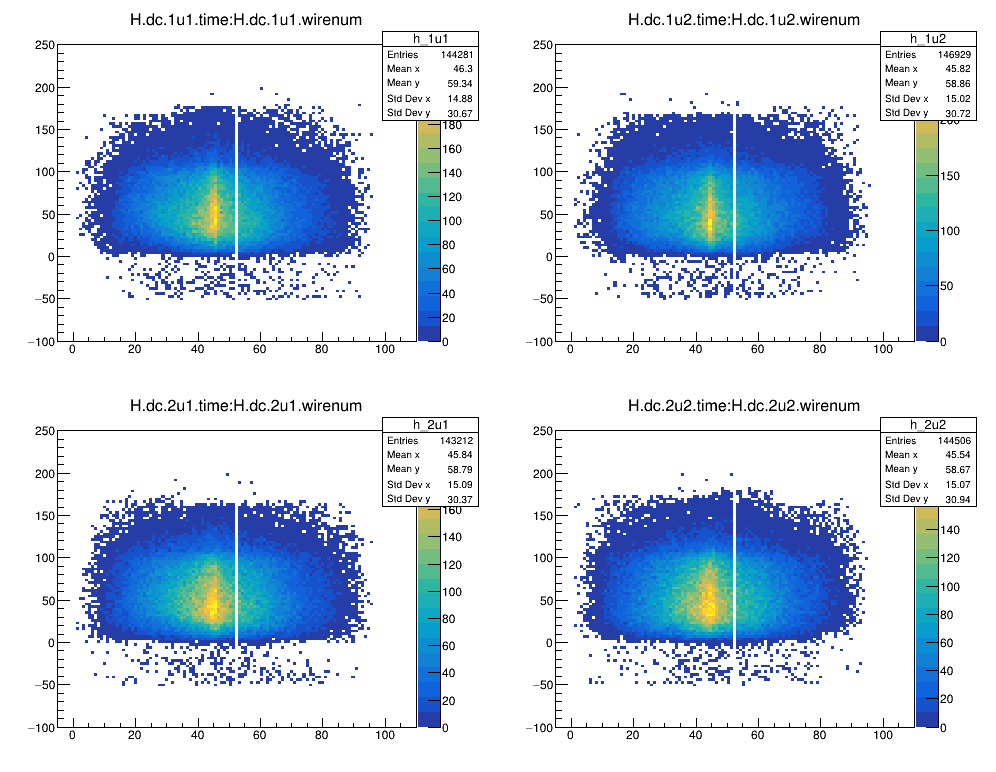 H.dc.1u1.time:H.dc.1u1.wirenum
h_1u1
Entries 144281
Mean x 46.3
Mean y 59.34
Std Dev x 14.88
Std Dev y 30.67
250
200
150
100
50
0
−50
−100
0 20 40 60 80 100
180
160
140
120
100
80
60
40
20
0
H.dc.1u2.time:H.dc.1u2.wirenum
h_1u2
Entries 146929
Mean x 45.82
Mean y 58.86
Std Dev x 15.02
Std Dev y 30.72
250
200
150
100
50
0
−50
−100
0 20 40 60 80 100
200
150
100
50
0
H.dc.2u1.time:H.dc.2u1.wirenum
h_2u1
Entries 143212
Mean x 45.84
Mean y 58.79
Std Dev x 15.09
Std Dev y 30.37
250
200
150
100
50
0
−50
−100
0 20 40 60 80 100
160
140
120
100
80
60
40
20
0
H.dc.2u2.time:H.dc.2u2.wirenum
h_2u2
Entries 144506
Mean x 45.54
Mean y 58.67
Std Dev x 15.07
Std Dev y 30.94
250
200
150
100
50
0
−50
−100
0 20 40 60 80 100
140
120
100
80
60
40
20
0